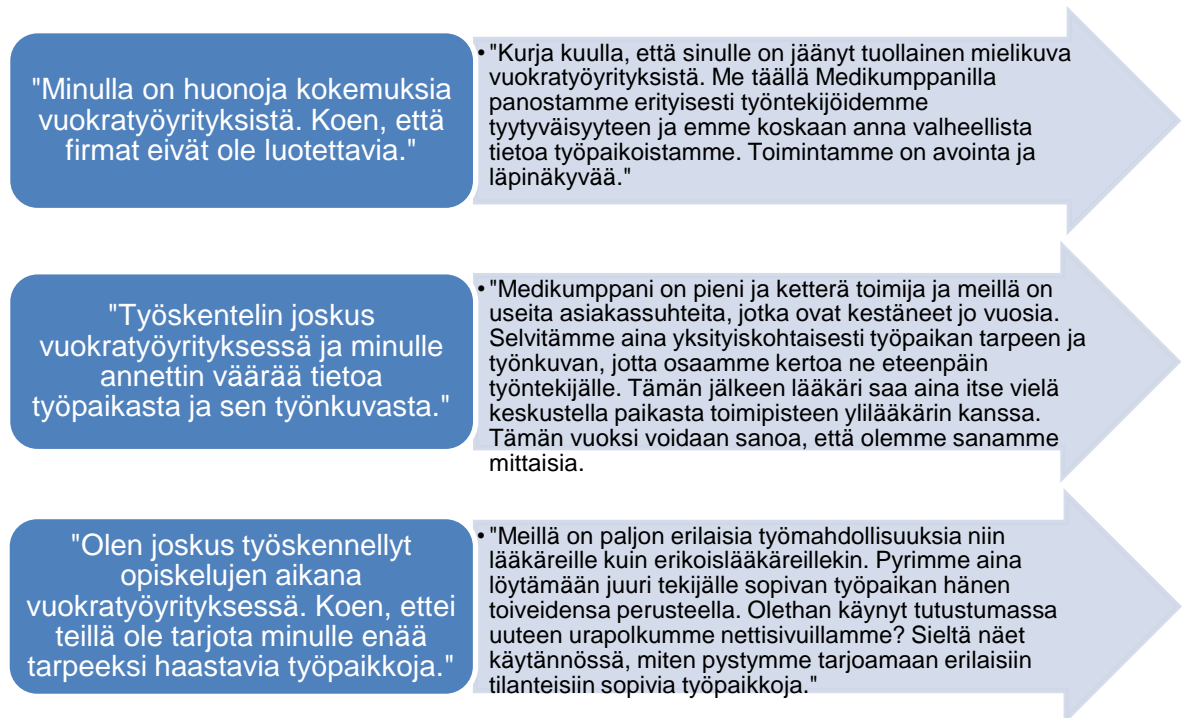 "Minulla on huonoja kokemuksia
vuokratyöyrityksistä. Koen, että
firmat eivät ole luotettavia."
• "Kurja kuulla, että sinulle on jäänyt tuollainen mielikuva
vuokratyöyrityksistä. Me täällä Medikumppanilla
panostamme erityisesti työntekijöidemme
tyytyväisyyteen ja emme koskaan anna valheellista
tietoa työpaikoistamme. Toimintamme on avointa ja
läpinäkyvää."
"Työskentelin joskus
vuokratyöyrityksessä ja minulle
annettin väärää tietoa
työpaikasta ja sen työnkuvasta."
• "Medikumppani on pieni ja ketterä toimija ja meillä on
useita asiakassuhteita, jotka ovat kestäneet jo vuosia.
Selvitämme aina yksityiskohtaisesti työpaikan tarpeen ja
työnkuvan, jotta osaamme kertoa ne eteenpäin
työntekijälle. Tämän jälkeen lääkäri saa aina itse vielä
keskustella paikasta toimipisteen ylilääkärin kanssa.
Tämän vuoksi voidaan sanoa, että olemme sanamme
mittaisia.
"Olen joskus työskennellyt
opiskelujen aikana
vuokratyöyrityksessä. Koen, ettei
teillä ole tarjota minulle enää
tarpeeksi haastavia työpaikkoja."
• "Meillä on paljon erilaisia työmahdollisuuksia niin
lääkäreille kuin erikoislääkäreillekin. Pyrimme aina
löytämään juuri tekijälle sopivan työpaikan hänen
toiveidensa perusteella. Olethan käynyt tutustumassa
uuteen urapolkumme nettisivuillamme? Sieltä näet
käytännössä, miten pystymme tarjoamaan erilaisiin
tilanteisiin sopivia työpaikkoja."